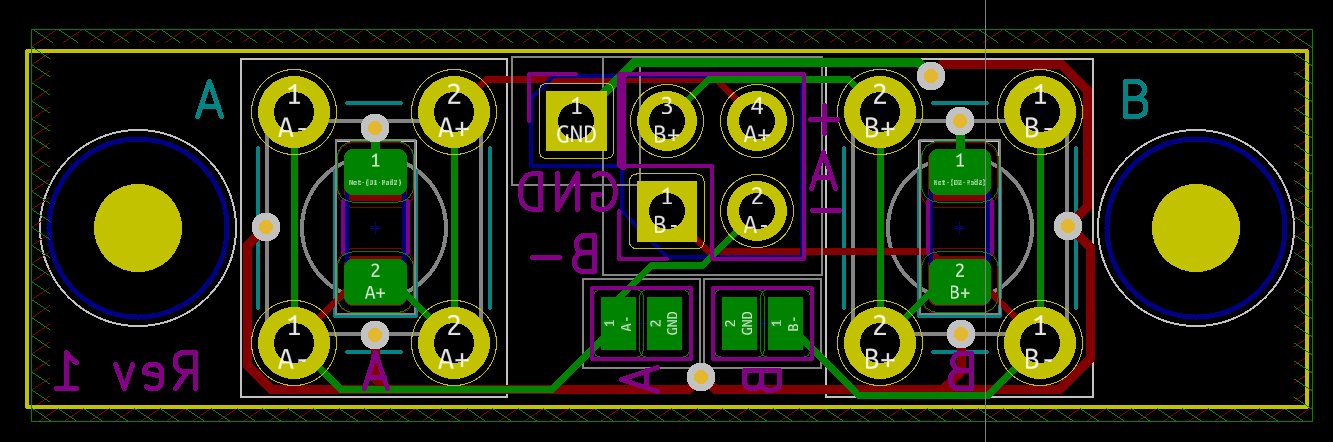 A
B
1
A-
2
A+
1
GND
3
B+
4
A+
2
B+
1
B-
+
A
-
1
Net-(D1-Pad2)
1
Net-(D2-Pad2)
GND
1
B-
2
A-
B-
2
A+
2
B+
1
A-
2
GND
2
GND
1
B-
1
A-
2
A+
2
B+
1
B-
Rev 1
A
A
B
B